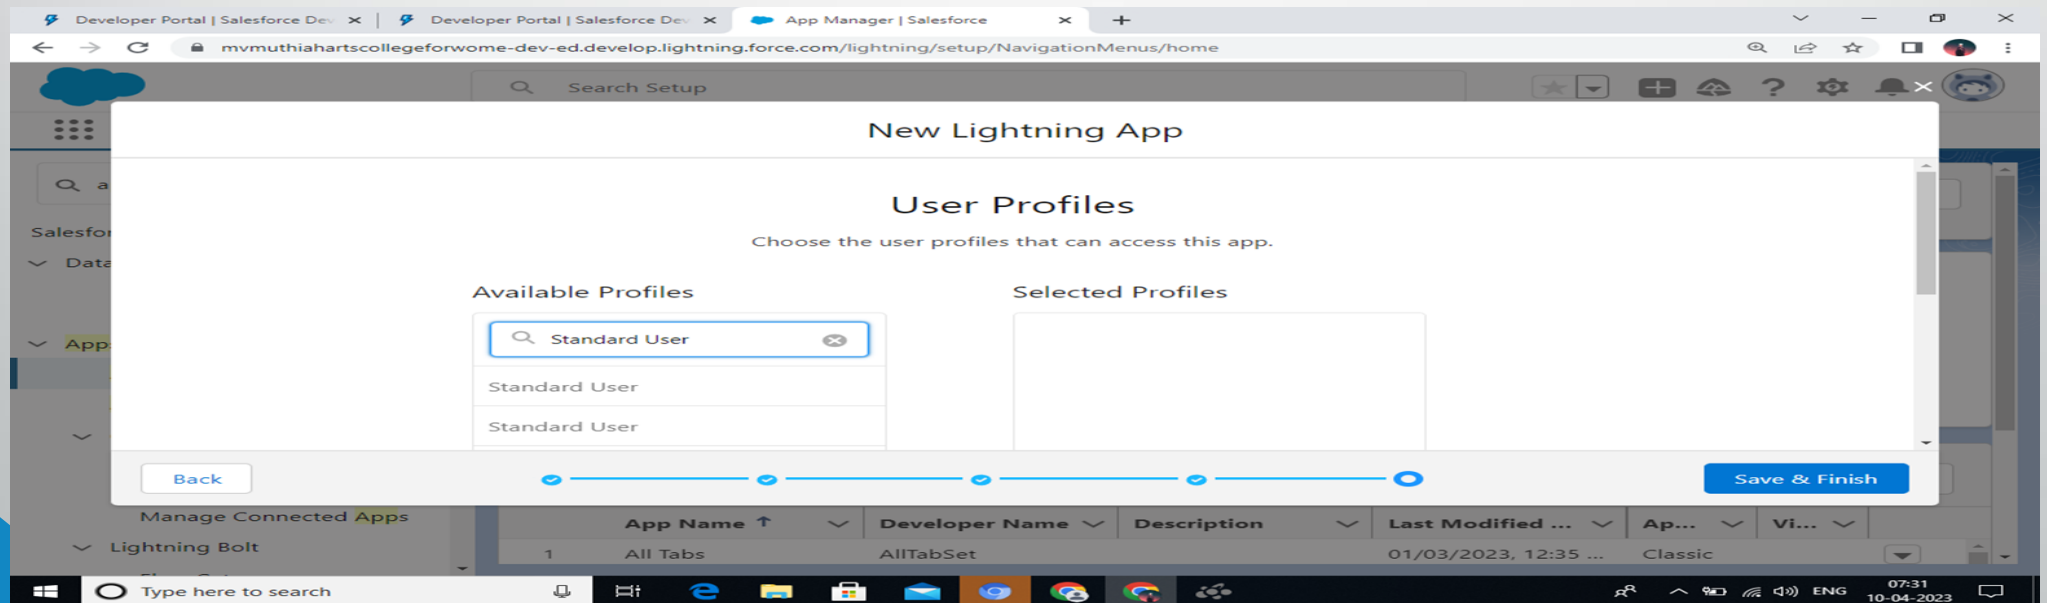 Developer Portal | Salesforce Dev
Developer Portal | Salesforce Dev
App Manager | Salesforce
mvmuthiahartscollegeforwome-dev-ed.develop.lightning.force.com/lightning/setup/NavigationMenus/home
Search Setup
New Lightning App
a
User Profiles
Salesfor
Choose the user profiles that can access this app.
Data
Available Profiles
Selected Profiles
Standard User
App
Standard User
Standard User
Back
Save & Finish
Manage Connected Apps
App Name
Developer Name
Description
Last Modified ...
Ap...
Vi...
Lightning Bolt
1 All Tabs AllTabSet 01/03/2023, 12:35 ... Classic
Type here to search
ENG
07:31
10-04-2023